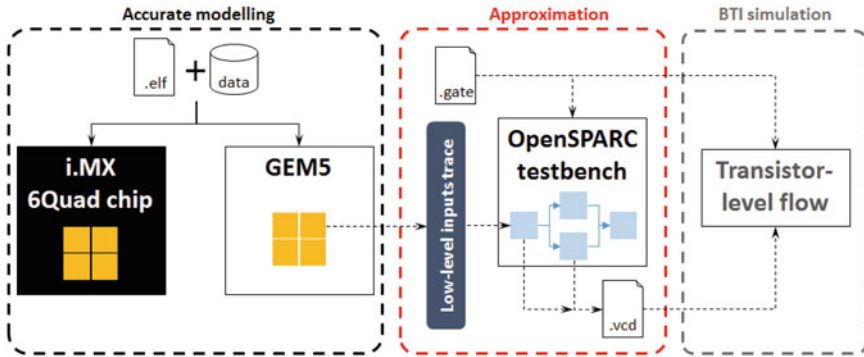 Accurate modelling
Approximation
BTI simulation
.elf
data
.gate
i.MX
6Quad chip
GEM5
Low-level inputs trace
OpenSPARC
testbench
Transistor-
level flow
.vcd